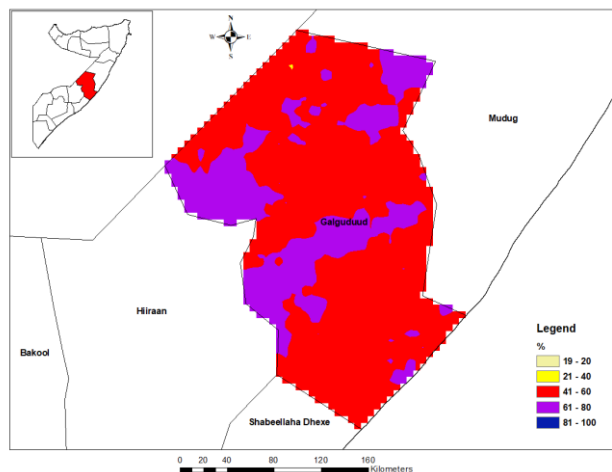 N
W E
S
Mudug
Galguduud
Hiiraan
Bakool
Shabeellaha Dhexe
Legend
%
19 - 20
21 - 40
41 - 60
61 - 80
81 - 100
0 20 40 80 120 160
Kilometers